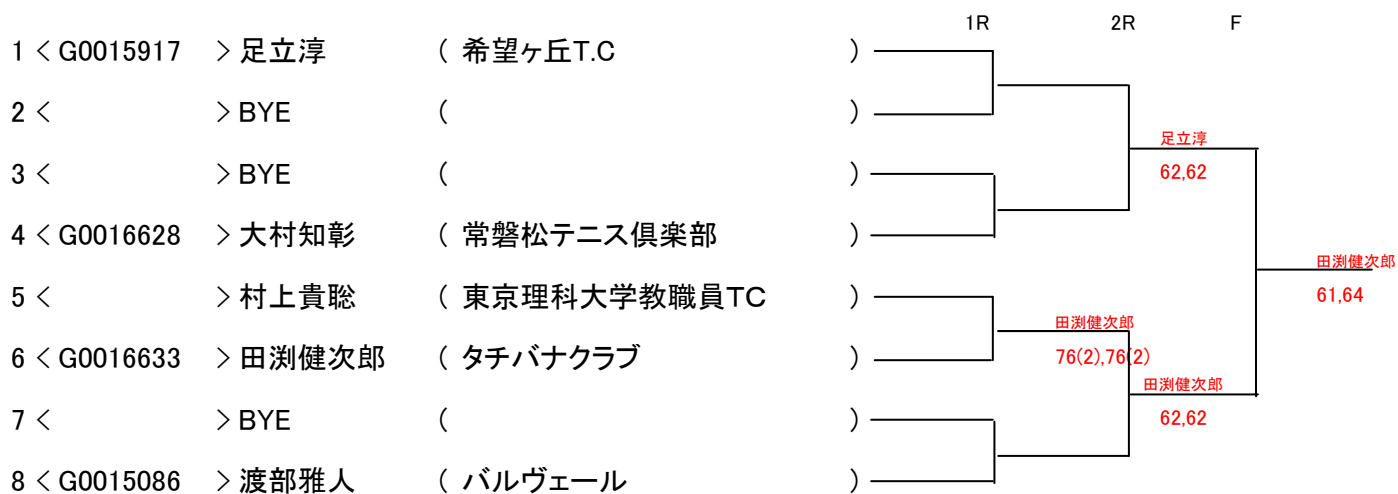 1R 2R F
1 < G0015917 > 足立淳 ( 希望ヶ丘T.C )
2 < > BYE ( )
足立淳
62,62
3 < > BYE ( )
4 < G0016628 > 大村知彰 ( 常磐松テニス倶楽部 )
田渕健次郎
61,64
5 < > 村上貴聡 ( 東京理科大学教職員TC )
田渕健次郎
76(2),76(2)
6 < G0016633 > 田渕健次郎 ( タチバナクラブ )
田渕健次郎
62,62
7 < > BYE ( )
8 < G0015086 > 渡部雅人 ( バルヴェール )